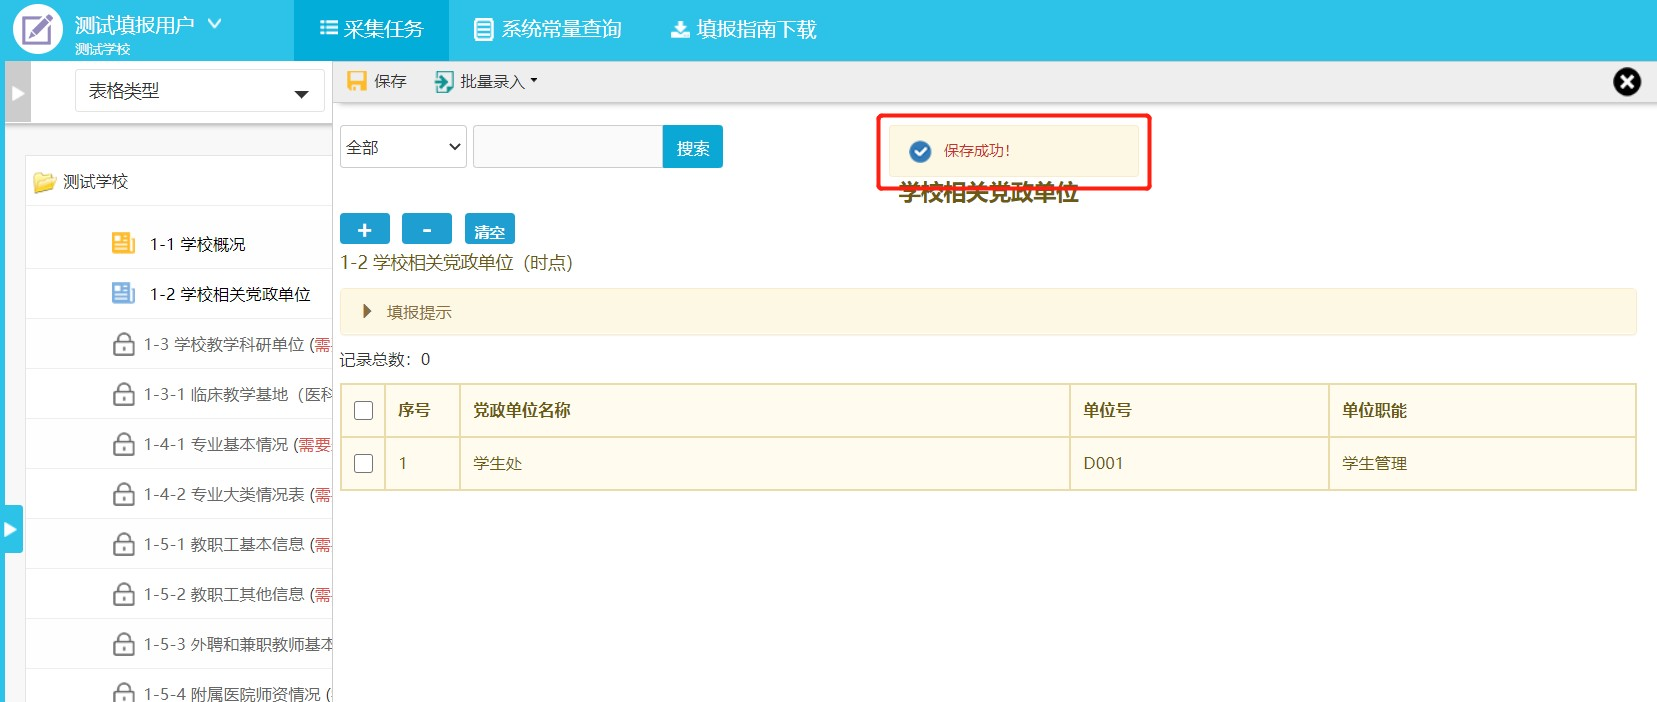 测试填报用户
测试学校
采集任务
系统常量查询
填报指南下载
表格类型
保存
批量录入
全部
搜索
保存成功!
学校相关党政单位
测试学校
1-1 学校概况
1-2 学校相关党政单位
1-3 学校教学科研单位 (需
1-3-1 临床教学基地（医科
1-4-1 专业基本情况 (需要
1-4-2 专业大类情况表 (需
1-5-1 教职工基本信息 (需
1-5-2 教职工其他信息 (需
1-5-3 外聘和兼职教师基本
1-5-4 附属医院师资情况 (
+
-
清空
1-2 学校相关党政单位（时点）
填报提示
记录总数：0
序号 党政单位名称 单位号 单位职能
1 学生处 D001 学生管理